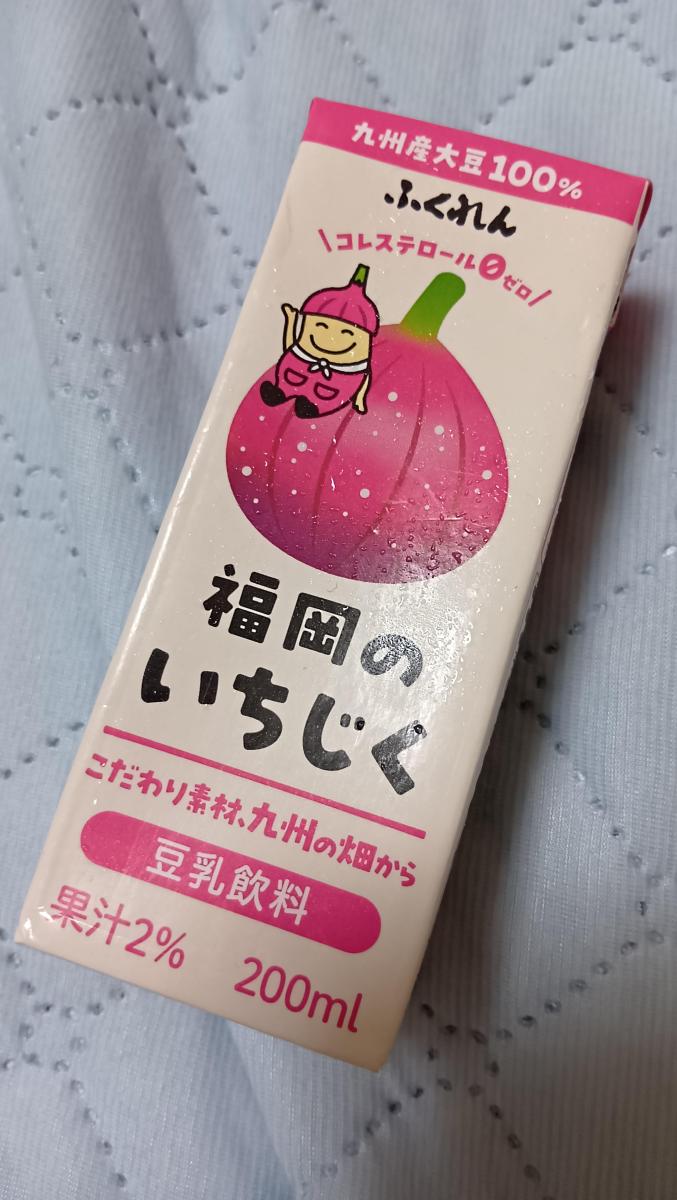 九州産大豆100%
ふくれん
\コレステロール0ゼロ/
福岡の
いちじく
こだわり素材、九州の畑から
豆乳飲料
果汁2% 200ml